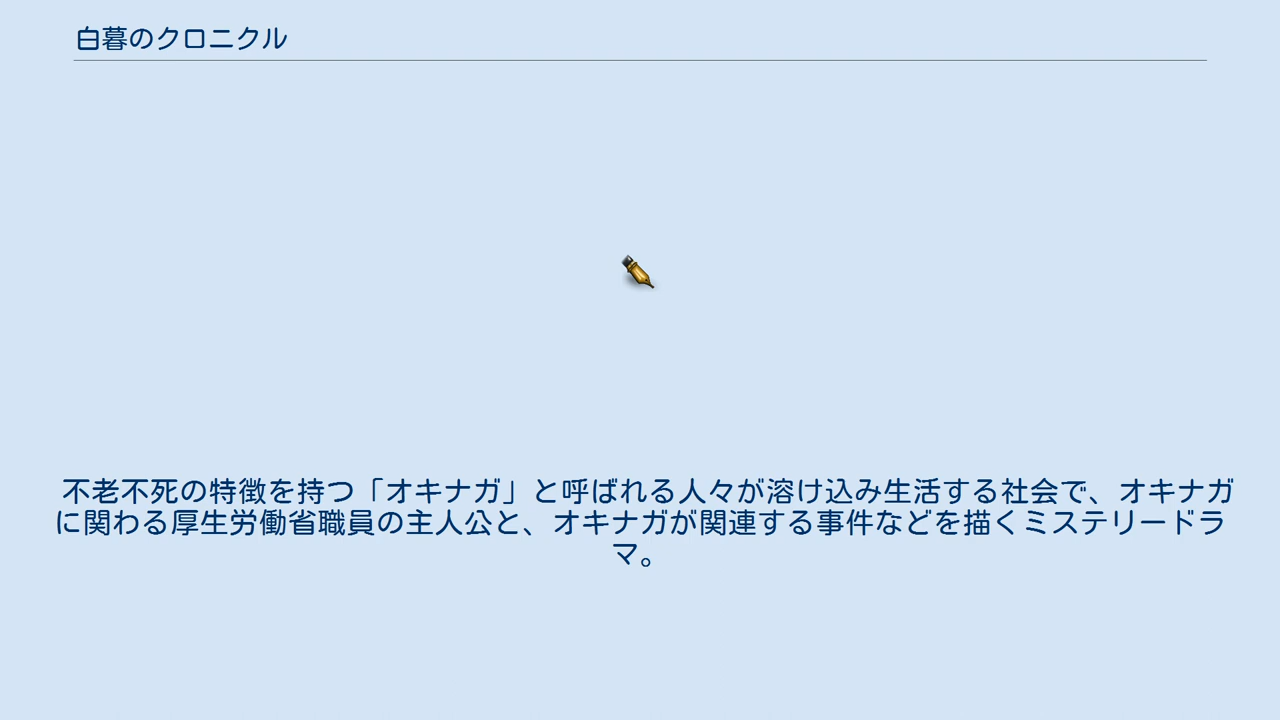 白暮のクロニクル
不老不死の特徴を持つ「オキナガ」と呼ばれる人々が溶け込み生活する社会で、オキナガ
に関わる厚生労働省職員の主人公と、オキナガが関連する事件などを描くミステリードラ
マ。